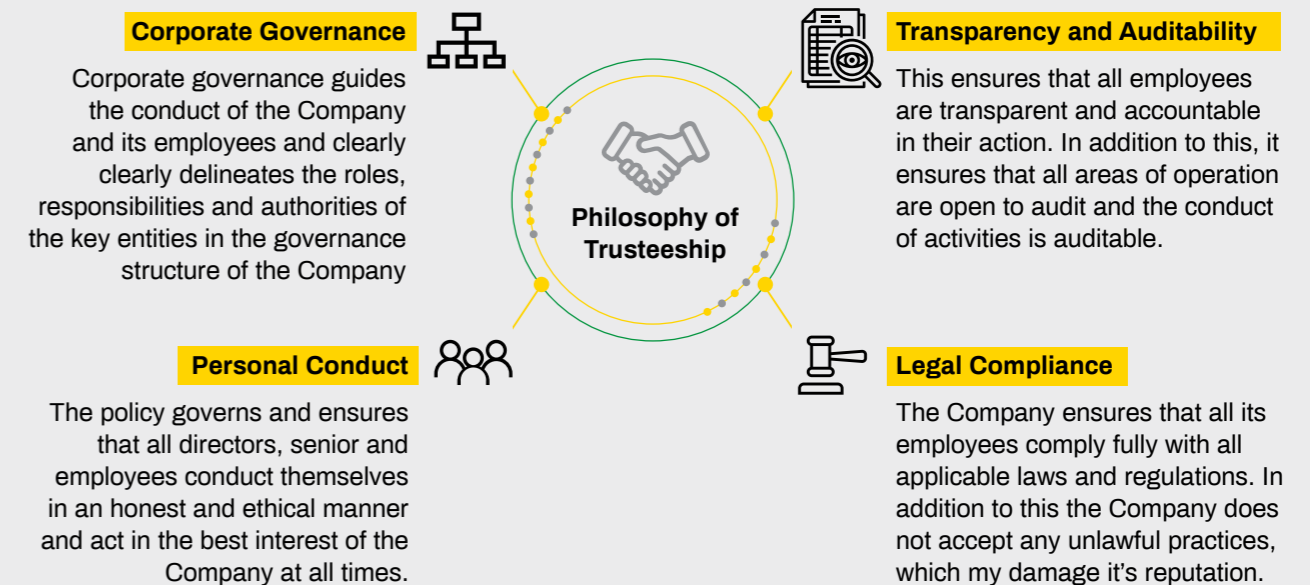 Corporate Governance
Corporate governance guides
the conduct of the Company
and its employees and clearly
clearly delineates the roles,
responsibilities and authorities of
the key entities in the governance
structure of the Company
Transparency and Auditability
This ensures that all employees
are transparent and accountable
in their action. In addition to this, it
ensures that all areas of operation
are open to audit and the conduct
of activities is auditable.
Philosophy of
Trusteeship
Personal Conduct
The policy governs and ensures
that all directors, senior and
employees conduct themselves
in an honest and ethical manner
and act in the best interest of the
Company at all times.
Legal Compliance
The Company ensures that all its
employees comply fully with all
applicable laws and regulations. In
addition to this the Company does
not accept any unlawful practices,
which my damage it's reputation.